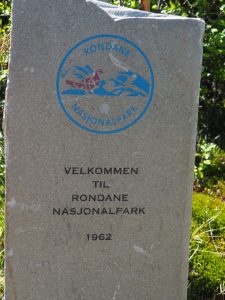 RONDANE
NASJONALPARK
VELKOMMEN
TIL
RONDANE
NASJONALPARK
1962